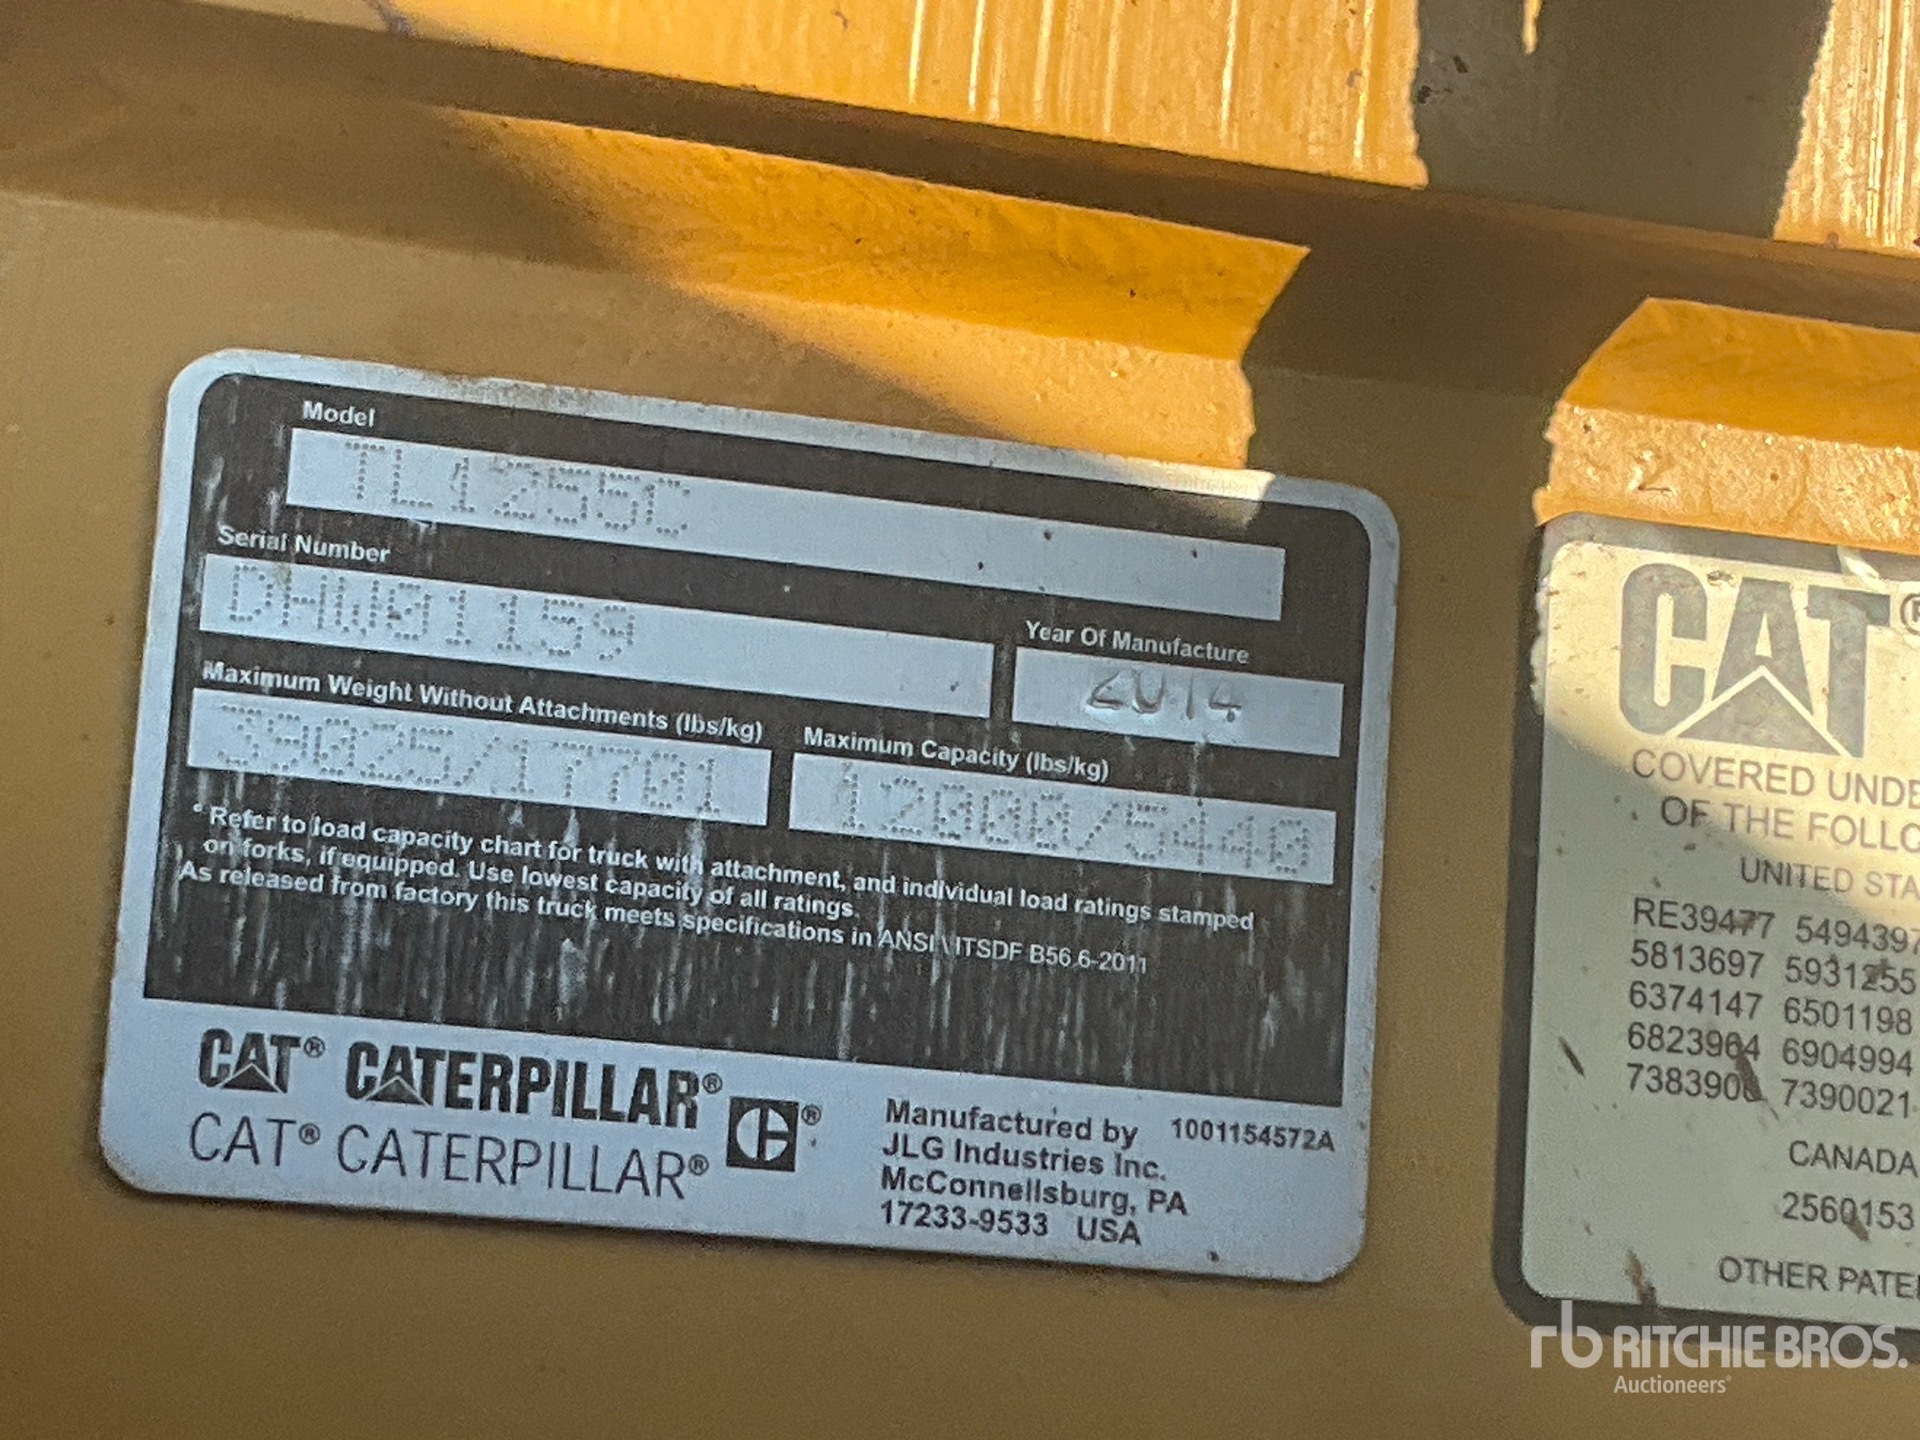 Model
TL1255C
Serial Number
DHW01159
Year Of Manufacture
2014
Maximum Weight Without Attachments (lbs/kg)
39025/17701
Maximum Capacity (lbs/kg)
12000/5440
* Refer to load capacity chart for truck with attachment, and individual load ratings stamped
on forks, if equipped. Use lowest capacity of all ratings.
As released from factory this truck meets specifications in ANSI \ ITSDF B56.6-2011
CAT® CATERPILLAR®
CAT® CATERPILLAR®
Manufactured by 1001154572A
JLG Industries Inc.
McConnellsburg, PA
17233-9533 USA
CAT®
COVERED UNDE
OF THE FOLLO
UNITED STA
RE39477 5494397
5813697 5931255
6374147 6501198
6823964 6904994
7383906 7390021
CANADA
2560153
OTHER PATE
rb RITCHIE BROS.
Auctioneers